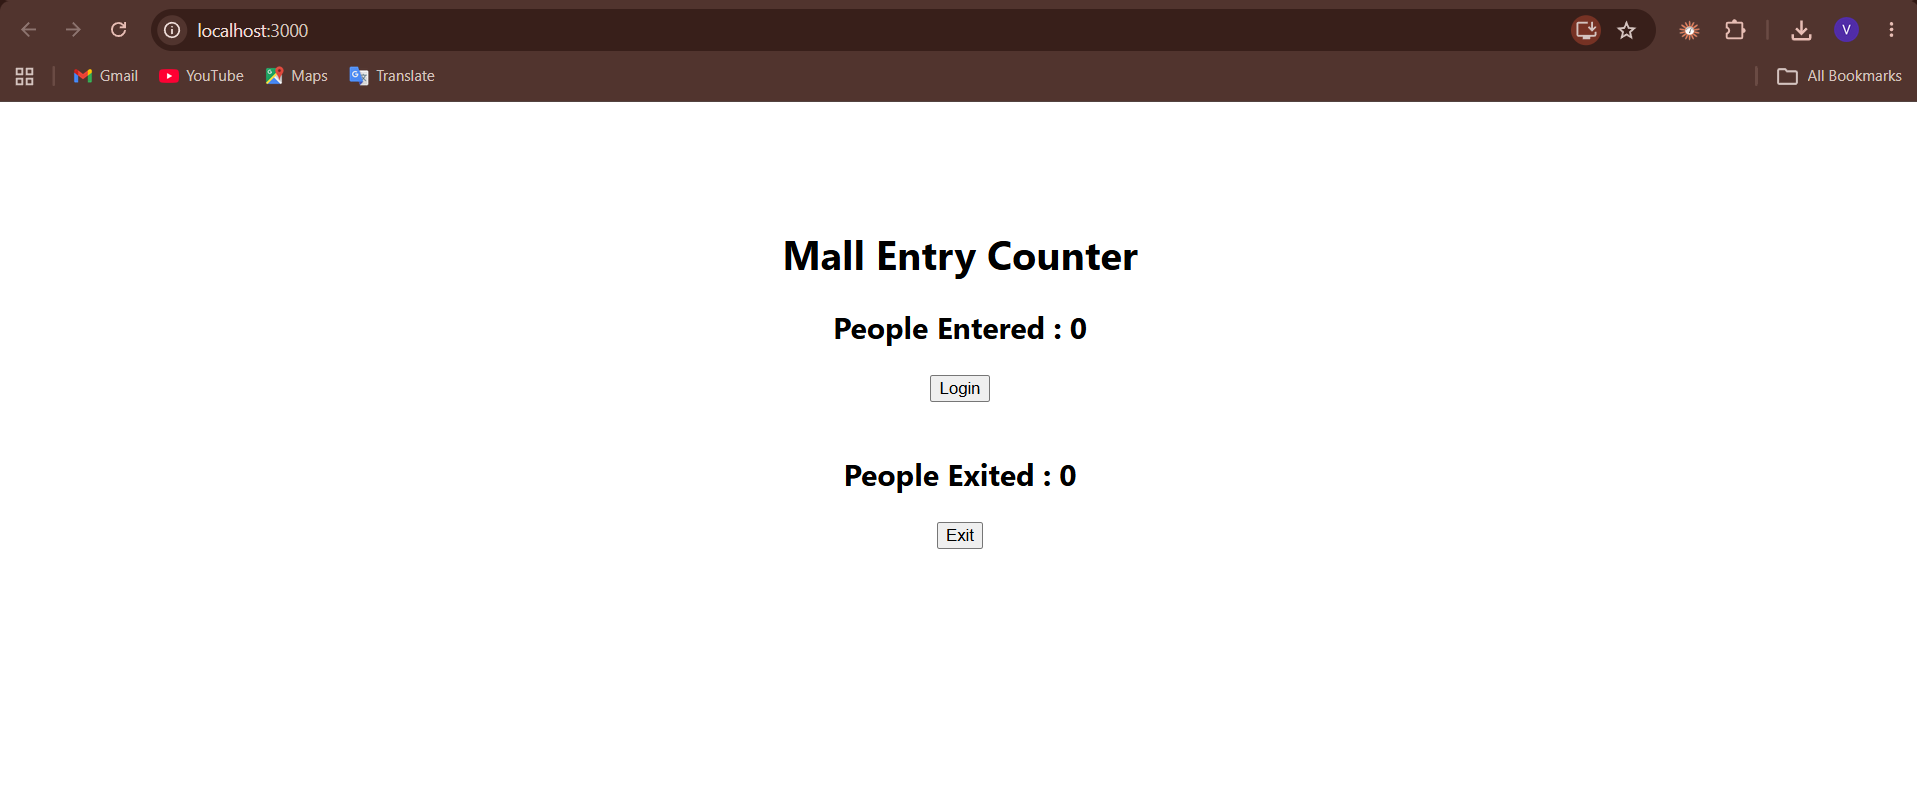 localhost:3000
V
Gmail YouTube Maps Translate All Bookmarks
Mall Entry Counter
People Entered : 0
Login
People Exited : 0
Exit